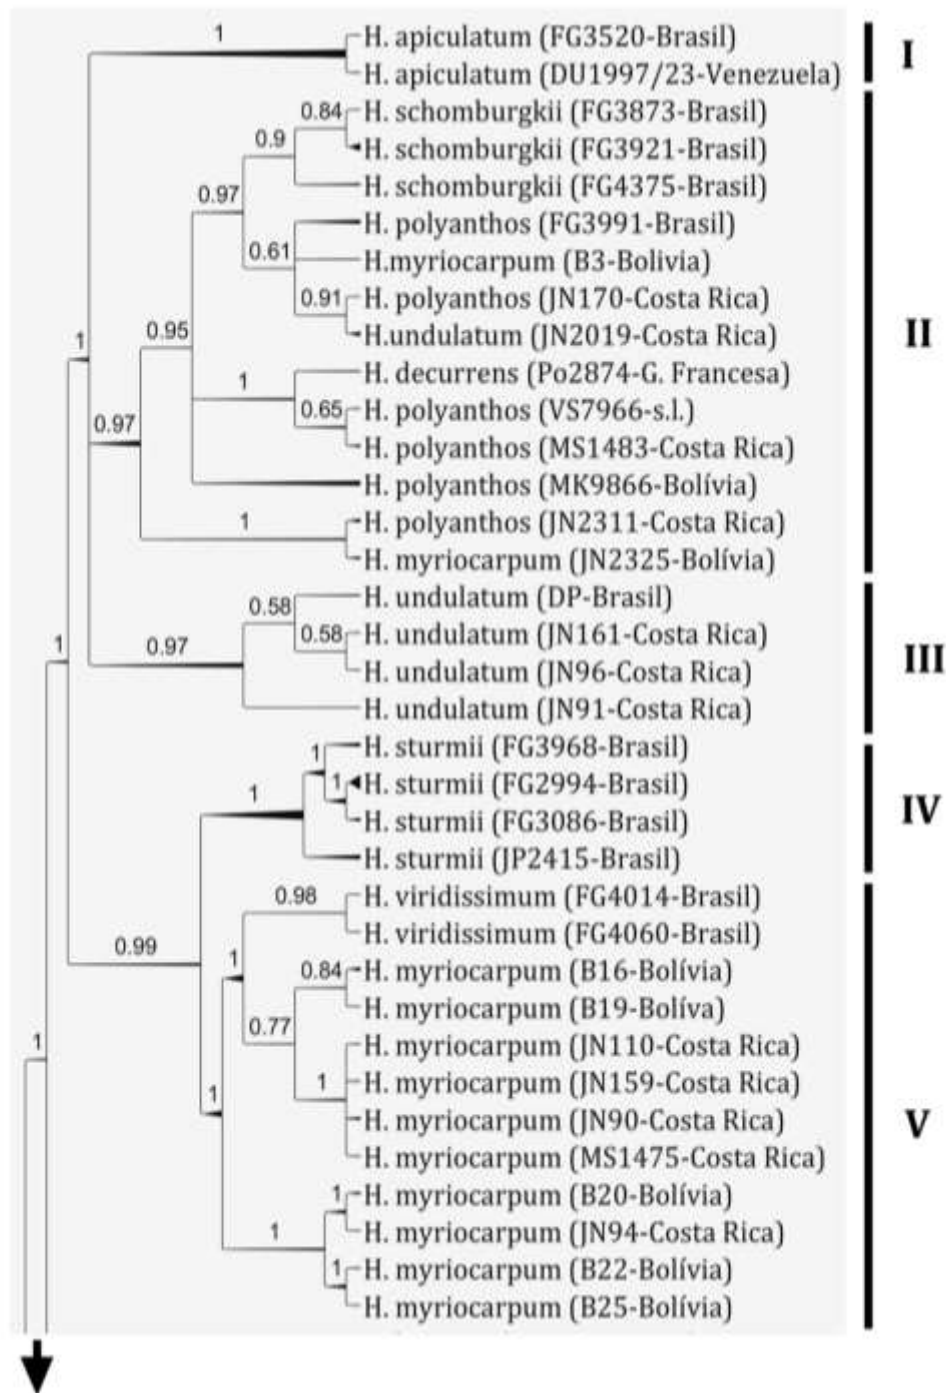 1
H. apiculatum (FG3520-Brasil)
H. apiculatum (DU1997/23-Venezuela)
I
0.84
H. schomburgkii (FG3873-Brasil)
0.9
H. schomburgkii (FG3921-Brasil)
0.97
H. schomburgkii (FG4375-Brasil)
H. polyanthos (FG3991-Brasil)
0.61
H.myriocarpum (B3-Bolivia)
0.91
H. polyanthos (JN170-Costa Rica)
1
0.95
H.undulatum (JN2019-Costa Rica)
II
1
H. decurrens (Po2874-G. Francesa)
0.65
H. polyanthos (VS7966-s.l.)
0.97
H. polyanthos (MS1483-Costa Rica)
H. polyanthos (MK9866-Bolívia)
1
H. polyanthos (JN2311-Costa Rica)
H. myriocarpum (JN2325-Bolívia)
0.58
H. undulatum (DP-Brasil)
1
0.97
0.58
H. undulatum (JN161-Costa Rica)
H. undulatum (JN96-Costa Rica)
III
H. undulatum (JN91-Costa Rica)
1
H. sturmii (FG3968-Brasil)
1
1
H. sturmii (FG2994-Brasil)
H. sturmii (FG3086-Brasil)
IV
H. sturmii (JP2415-Brasil)
0.98
H. viridissimum (FG4014-Brasil)
H. viridissimum (FG4060-Brasil)
0.99
1
0.84
H. myriocarpum (B16-Bolívia)
H. myriocarpum (B19-Bolíva)
1
0.77
H. myriocarpum (JN110-Costa Rica)
1
1
H. myriocarpum (JN159-Costa Rica)
H. myriocarpum (JN90-Costa Rica)
V
H. myriocarpum (MS1475-Costa Rica)
1
H. myriocarpum (B20-Bolívia)
1
H. myriocarpum (JN94-Costa Rica)
1
H. myriocarpum (B22-Bolívia)
H. myriocarpum (B25-Bolívia)